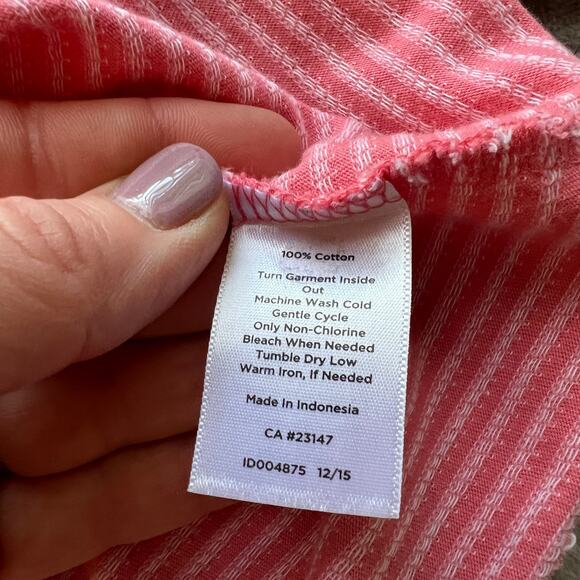 100% Cotton
Turn Garment Inside
Out
Machine Wash Cold
Gentle Cycle
Only Non-Chlorine
Bleach When Needed
Tumble Dry Low
Warm Iron, If Needed
Made In Indonesia
CA #23147
ID004875 12/15